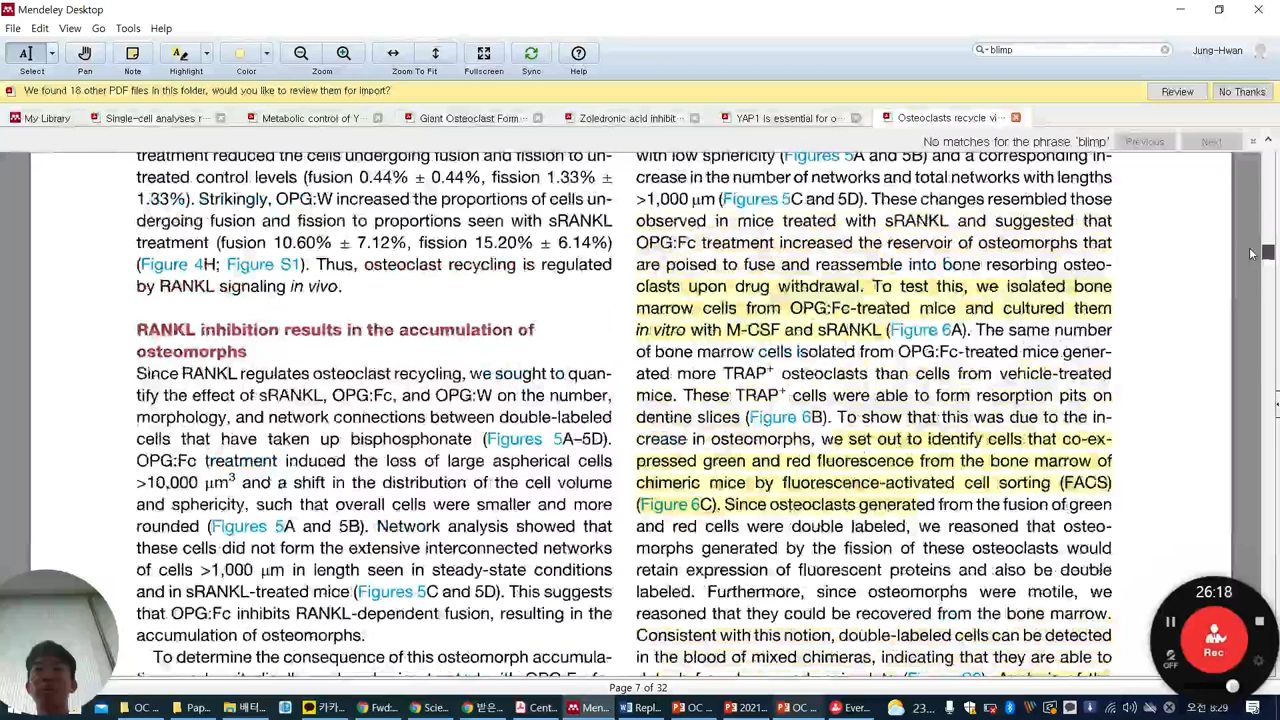 Mendeley Desktop
File Edit View Go Tools Help
Select Pan Note Highlight Color Zoom Zoom To Fit Fullscreen Sync Help
blimp
Jung-Hwan
We found 18 other PDF files in this folder, would you like to review them for import?
Review No Thanks
My Library Single-cell analyses r··· Metabolic control of Y··· Giant Osteoclast Form··· Zoledronic acid inhibit··· YAP1 is essential for o··· Osteoclasts recycle vi···
No matches for the phrase 'blimp' Previous Next
treatment reduced the cells undergoing fusion and fission to un-
treated control levels (fusion 0.44% ± 0.44%, fission 1.33% ±
1.33%). Strikingly, OPG:W increased the proportions of cells un-
dergoing fusion and fission to proportions seen with sRANKL
treatment (fusion 10.60% ± 7.12%, fission 15.20% ± 6.14%)
(Figure 4H; Figure S1). Thus, osteoclast recycling is regulated
by RANKL signaling in vivo.
RANKL inhibition results in the accumulation of
osteomorphs
Since RANKL regulates osteoclast recycling, we sought to quan-
tify the effect of sRANKL, OPG:Fc, and OPG:W on the number,
morphology, and network connections between double-labeled
cells that have taken up bisphosphonate (Figures 5A–5D).
OPG:Fc treatment induced the loss of large aspherical cells
>10,000 μm3 and a shift in the distribution of the cell volume
and sphericity, such that overall cells were smaller and more
rounded (Figures 5A and 5B). Network analysis showed that
these cells did not form the extensive interconnected networks
of cells >1,000 μm in length seen in steady-state conditions
and in sRANKL-treated mice (Figures 5C and 5D). This suggests
that OPG:Fc inhibits RANKL-dependent fusion, resulting in the
accumulation of osteomorphs.
To determine the consequence of this osteomorph accumula-
with low sphericity (Figures 5A and 5B) and a corresponding in-
crease in the number of networks and total networks with lengths
>1,000 μm (Figures 5C and 5D). These changes resembled those
observed in mice treated with sRANKL and suggested that
OPG:Fc treatment increased the reservoir of osteomorphs that
are poised to fuse and reassemble into bone resorbing osteo-
clasts upon drug withdrawal. To test this, we isolated bone
marrow cells from OPG:Fc-treated mice and cultured them
in vitro with M-CSF and sRANKL (Figure 6A). The same number
of bone marrow cells isolated from OPG:Fc-treated mice gener-
ated more TRAP+ osteoclasts than cells from vehicle-treated
mice. These TRAP+ cells were able to form resorption pits on
dentine slices (Figure 6B). To show that this was due to the in-
crease in osteomorphs, we set out to identify cells that co-ex-
pressed green and red fluorescence from the bone marrow of
chimeric mice by fluorescence-activated cell sorting (FACS)
(Figure 6C). Since osteoclasts generated from the fusion of green
and red cells were double labeled, we reasoned that osteo-
morphs generated by the fission of these osteoclasts would
retain expression of fluorescent proteins and also be double
labeled. Furthermore, since osteomorphs were motile, we
reasoned that they could be recovered from the bone marrow.
Consistent with this notion, double-labeled cells can be detected
in the blood of mixed chimeras, indicating that they are able to
26:18
Rec
OFF
Page 7 of 32
OC ... Pap... 배터... 카카... Fwd... 받은... Cent... Men... Repl... OC ... 2021... OC ... Ever... 23... 오전 8:29